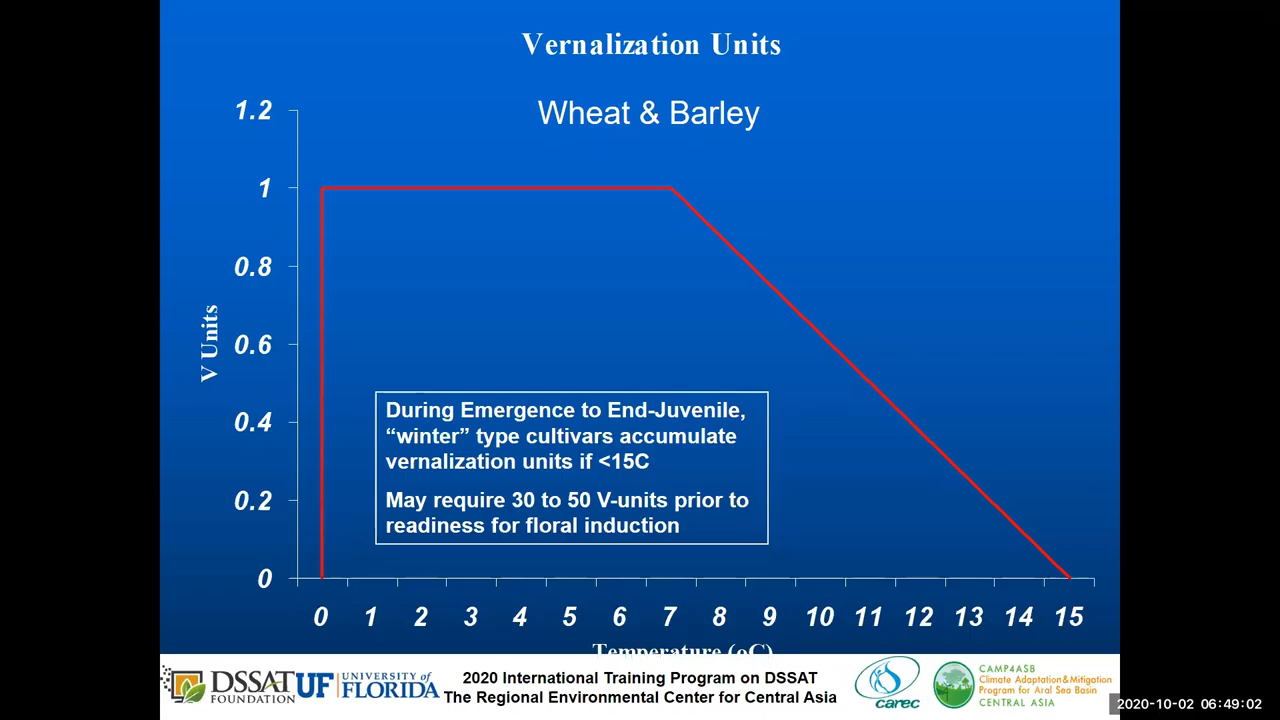 Vernalization Units
Wheat & Barley
1.2
1
0.8
0.6
0.4
0.2
0
V Units
During Emergence to End-Juvenile,
“winter” type cultivars accumulate
vernalization units if <15C
May require 30 to 50 V-units prior to
readiness for floral induction
0 1 2 3 4 5 6 7 8 9 10 11 12 13 14 15
Temperature (oC)
DSSAT
FOUNDATION
UF UNIVERSITY of
FLORIDA
2020 International Training Program on DSSAT
The Regional Environmental Center for Central Asia
carec
CAMP4ASB
Climate Adaptation & Mitigation
Program for Aral Sea Basin
CENTRAL ASIA
2020-10-02 06:49:02